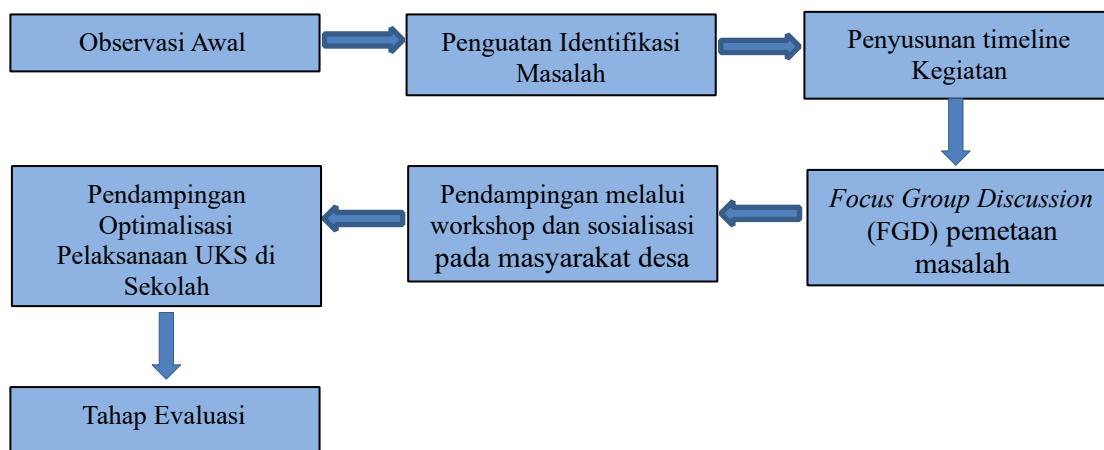 Observasi Awal
Penguatan Identifikasi
Masalah
Penyusunan timeline
Kegiatan
Focus Group Discussion
(FGD) pemetaan
masalah
Pendampingan melalui
workshop dan sosialisasi
pada masyarakat desa
Pendampingan
Optimalisasi
Pelaksanaan UKS di
Sekolah
Tahap Evaluasi